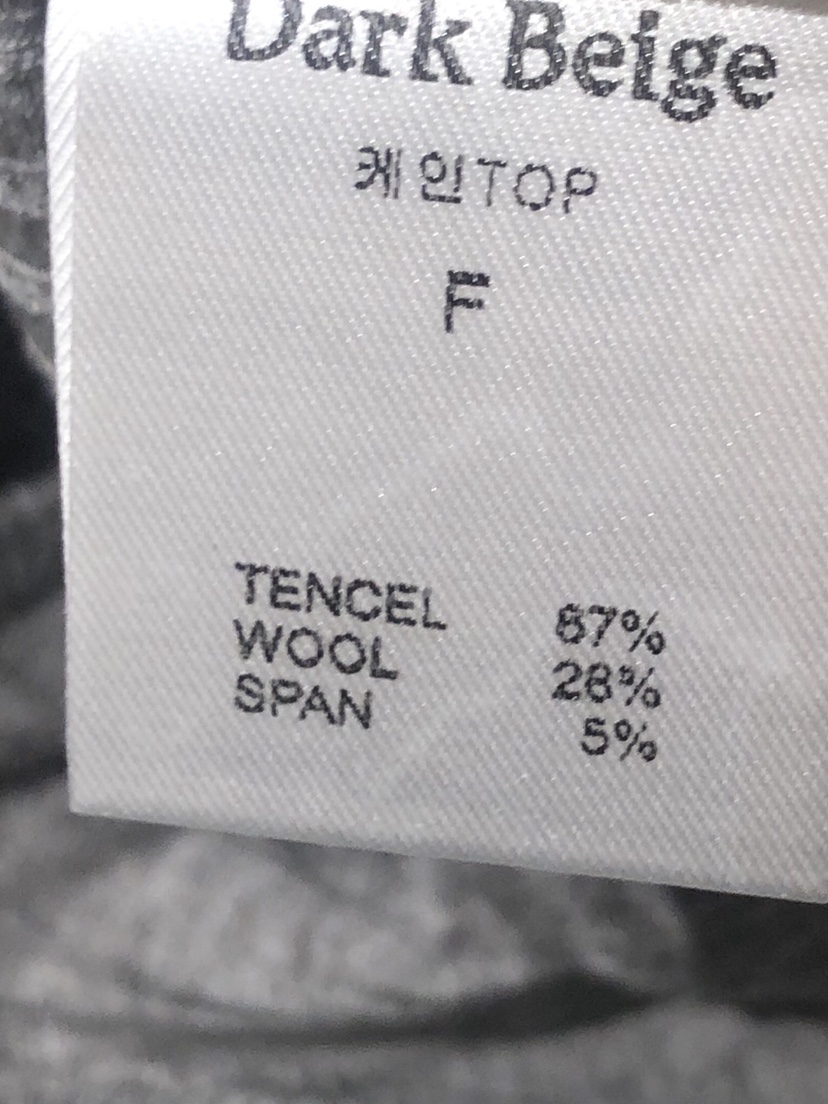 Dark Beige
케인TOP
F
TENCEL 67%
WOOL 28%
SPAN 5%